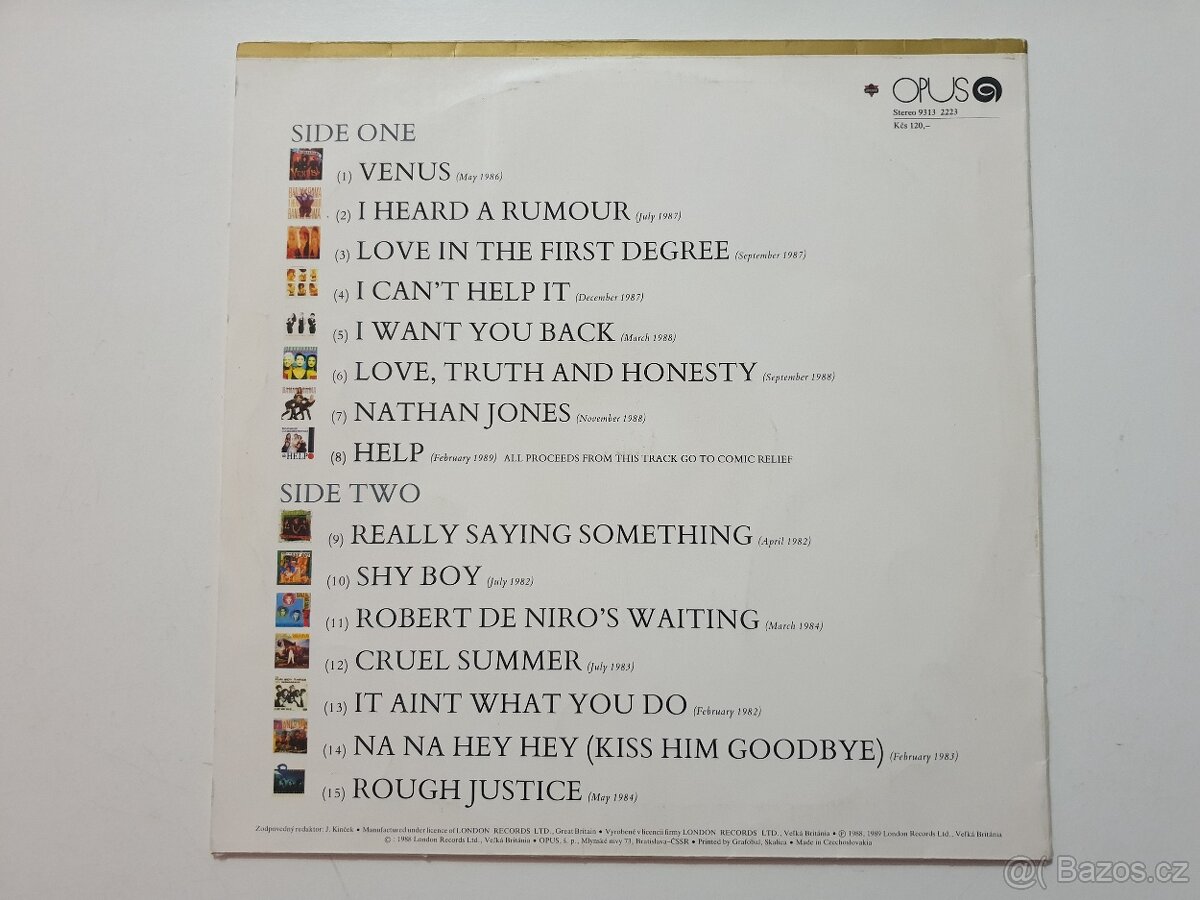 OPUS
Stereo 9313 2223
Kčs 120,–
SIDE ONE
(1) VENUS (May 1986)
(2) I HEARD A RUMOUR (July 1987)
(3) LOVE IN THE FIRST DEGREE (September 1987)
(4) I CAN'T HELP IT (December 1987)
(5) I WANT YOU BACK (March 1988)
(6) LOVE, TRUTH AND HONESTY (September 1988)
(7) NATHAN JONES (November 1988)
(8) HELP (February 1989) ALL PROCEEDS FROM THIS TRACK GO TO COMIC RELIEF
SIDE TWO
(9) REALLY SAYING SOMETHING (April 1982)
(10) SHY BOY (July 1982)
(11) ROBERT DE NIRO'S WAITING (March 1984)
(12) CRUEL SUMMER (July 1983)
(13) IT AINT WHAT YOU DO (February 1982)
(14) NA NA HEY HEY (KISS HIM GOODBYE) (February 1983)
(15) ROUGH JUSTICE (May 1984)
Zodpovedný redaktor: J. Kinček • Manufactured under licence of LONDON RECORDS LTD., Great Britain • Vyrobené v licencii firmy LONDON RECORDS LTD., Veľká Británia • Ⓟ 1988, 1989 London Records Ltd., Veľká Británia
© 1988 London Records Ltd., Veľká Británia • OPUS, š. p., Mlynské nivy 73, Bratislava–ČSSR • Printed by Grafobal, Skalica • Made in Czechoslovakia
@( Bazos.cz